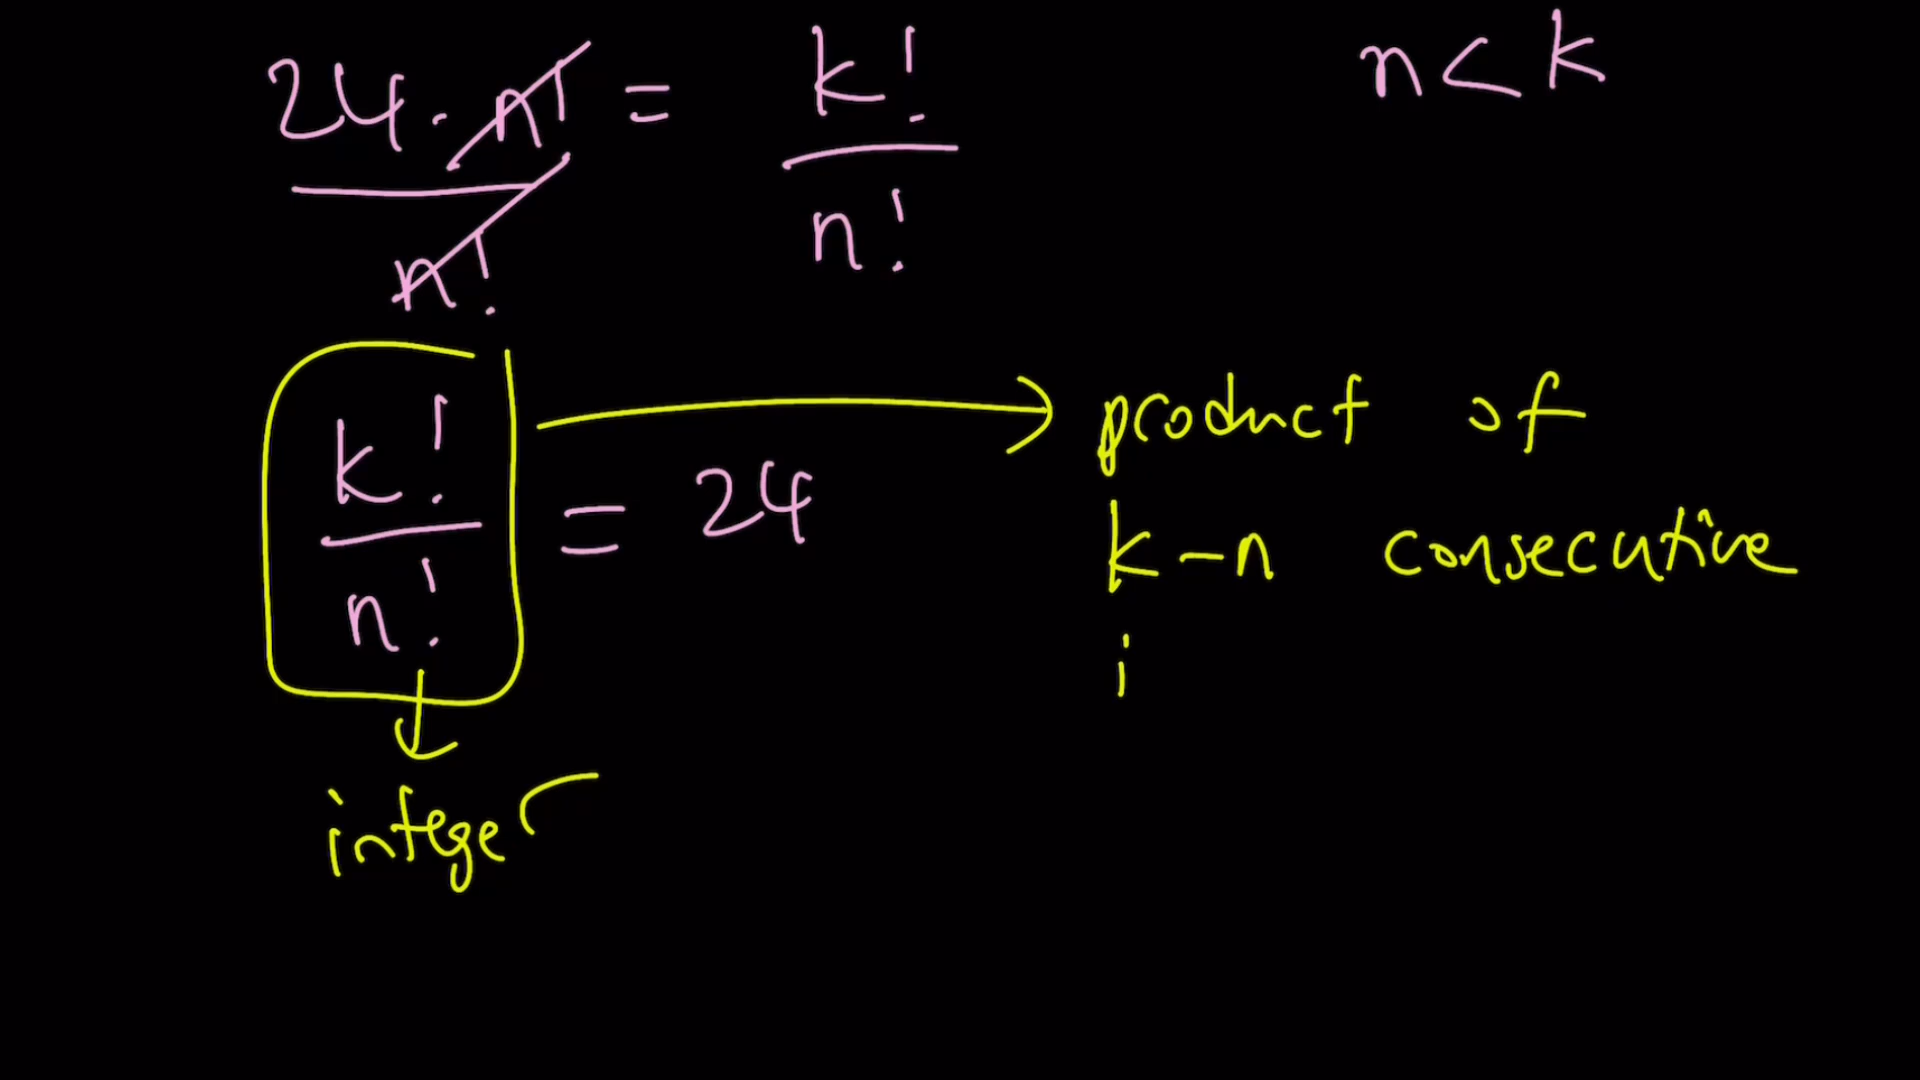 24 · n! / n! = k! / n!
n < k
k! / n! = 24
product of
k - n consecutive
i
integer